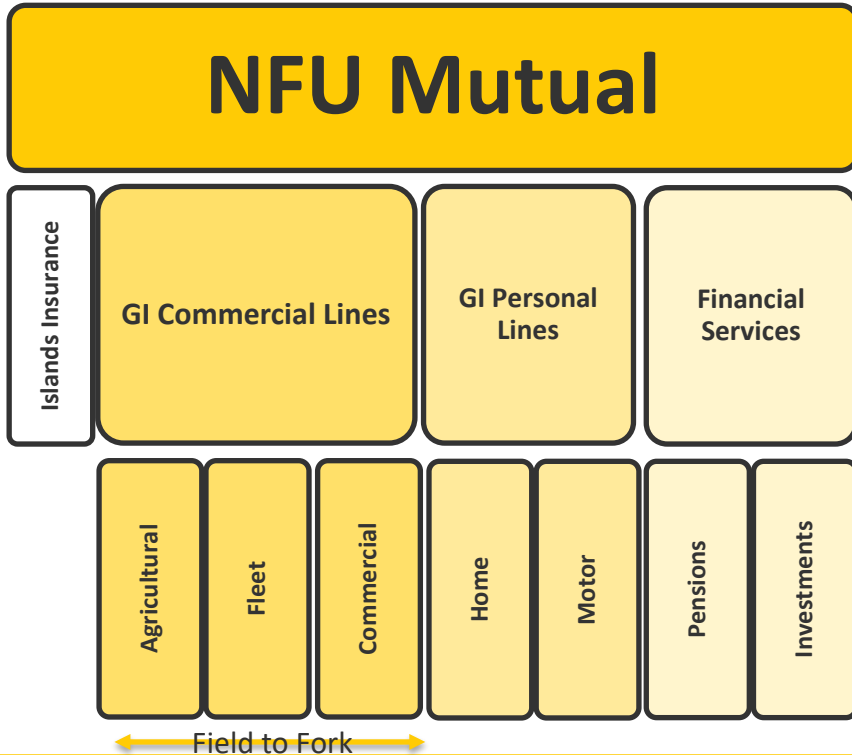 NFU Mutual
Islands Insurance
GI Commercial Lines
GI Personal
Lines
Financial
Services
Agricultural
Fleet
Commercial
Home
Motor
Pensions
Investments
Field to Fork